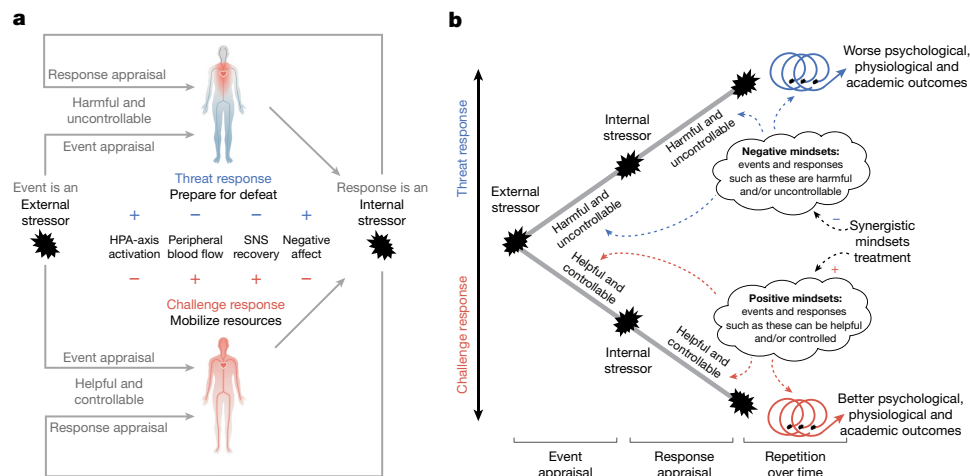 a
Response appraisal
Harmful and
uncontrollable
Event appraisal
Threat response
Prepare for defeat
Event is an
External
stressor
Response is an
Internal
stressor
+ − − +
HPA-axis
activation
Peripheral
blood flow
SNS
recovery
Negative
affect
− + + −
Challenge response
Mobilize resources
Event appraisal
Helpful and
controllable
Response appraisal
b
Threat response
Challenge response
External
stressor
Internal
stressor
Harmful and
uncontrollable
Harmful and
uncontrollable
Helpful and
controllable
Internal
stressor
Helpful and
controllable
Worse psychological,
physiological and
academic outcomes
Negative mindsets:
events and responses
such as these are harmful
and/or uncontrollable
−
Synergistic
mindsets
treatment
+
Positive mindsets:
events and responses
such as these can be helpful
and/or controlled
Better psychological,
physiological and
academic outcomes
Event
appraisal
Response
appraisal
Repetition
over time